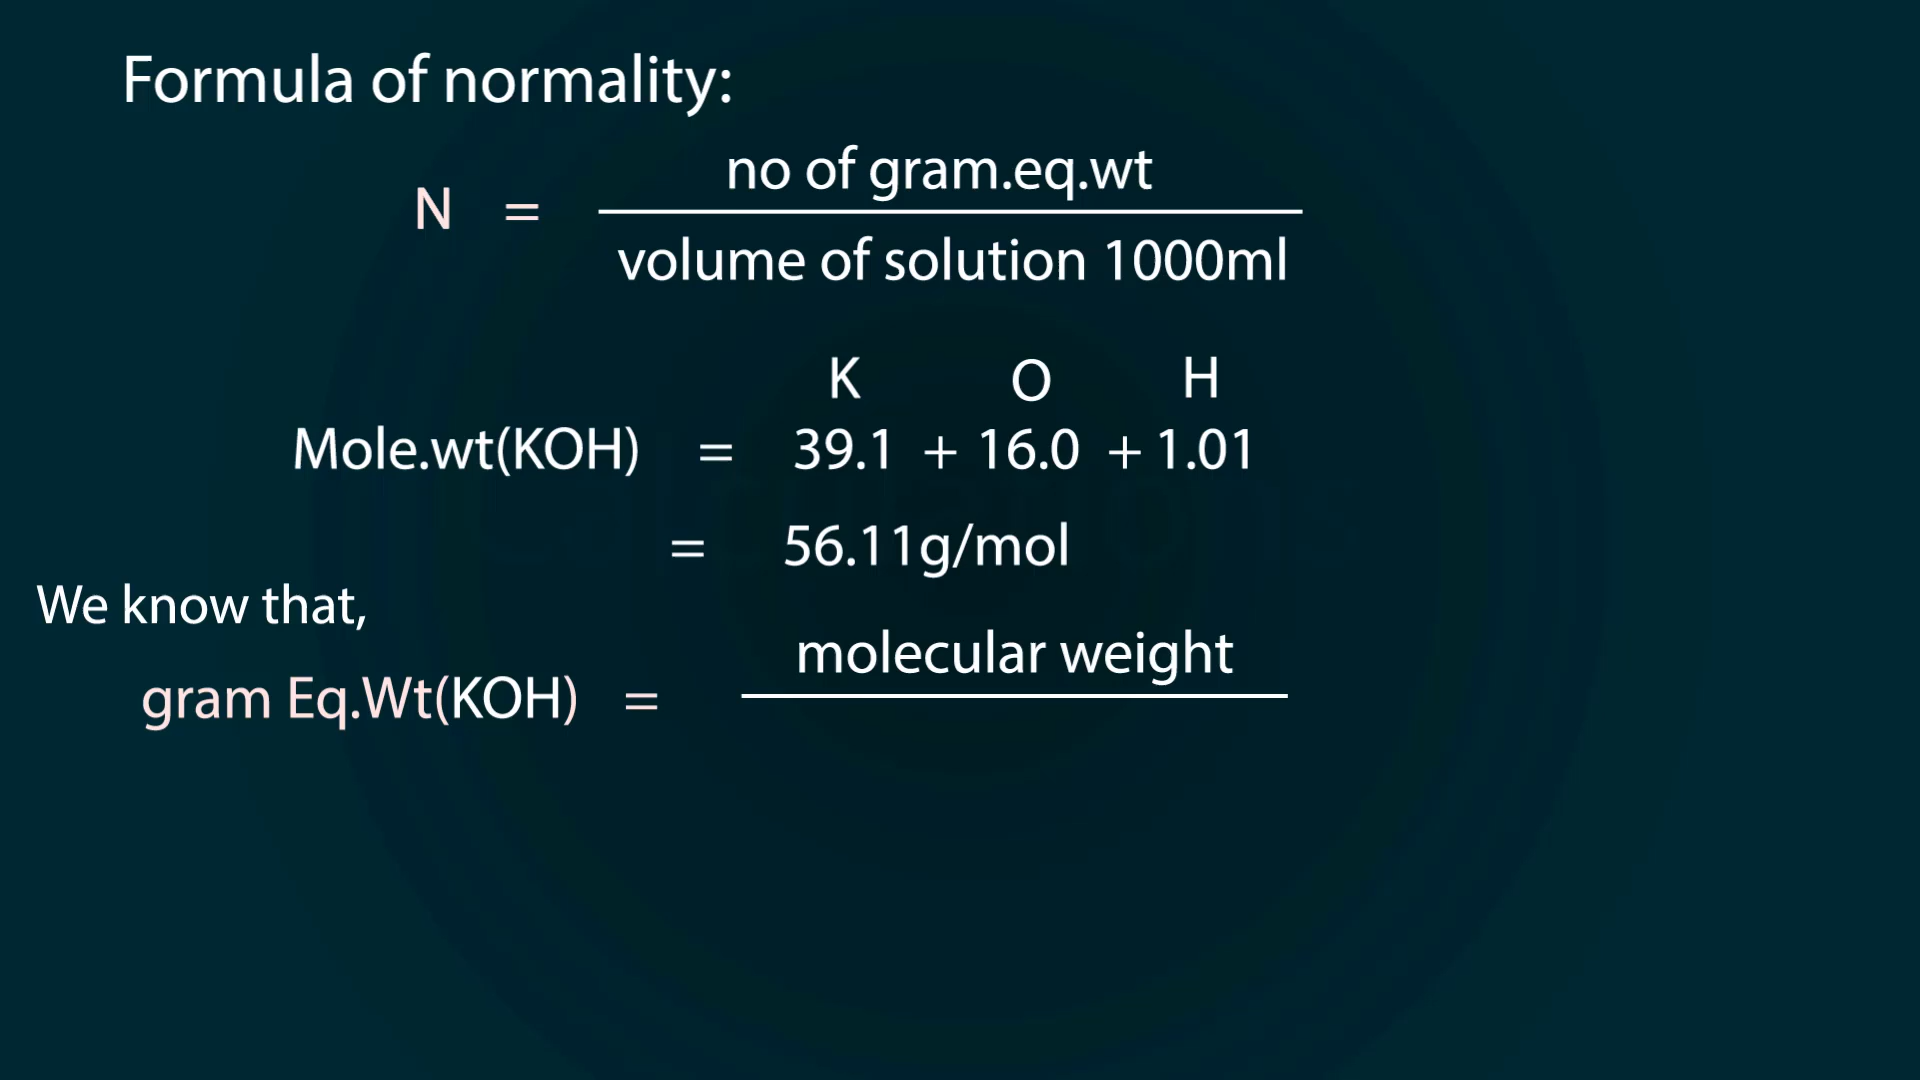 Formula of normality:
no of gram.eq.wt
N =
volume of solution 1000ml
K O H
Mole.wt(KOH) = 39.1 + 16.0 + 1.01
= 56.11g/mol
We know that,
molecular weight
gram Eq.Wt(KOH) =